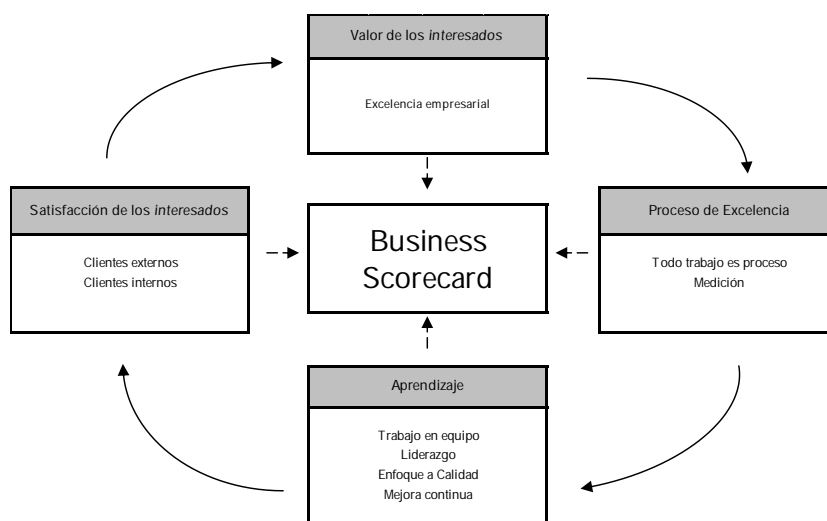 Valor de los interesados
Excelencia empresarial
Satisfacción de los interesados
Clientes externos
Clientes internos
Business
Scorecard
Proceso de Excelencia
Todo trabajo es proceso
Medición
Aprendizaje
Trabajo en equipo
Liderazgo
Enfoque a Calidad
Mejora continua